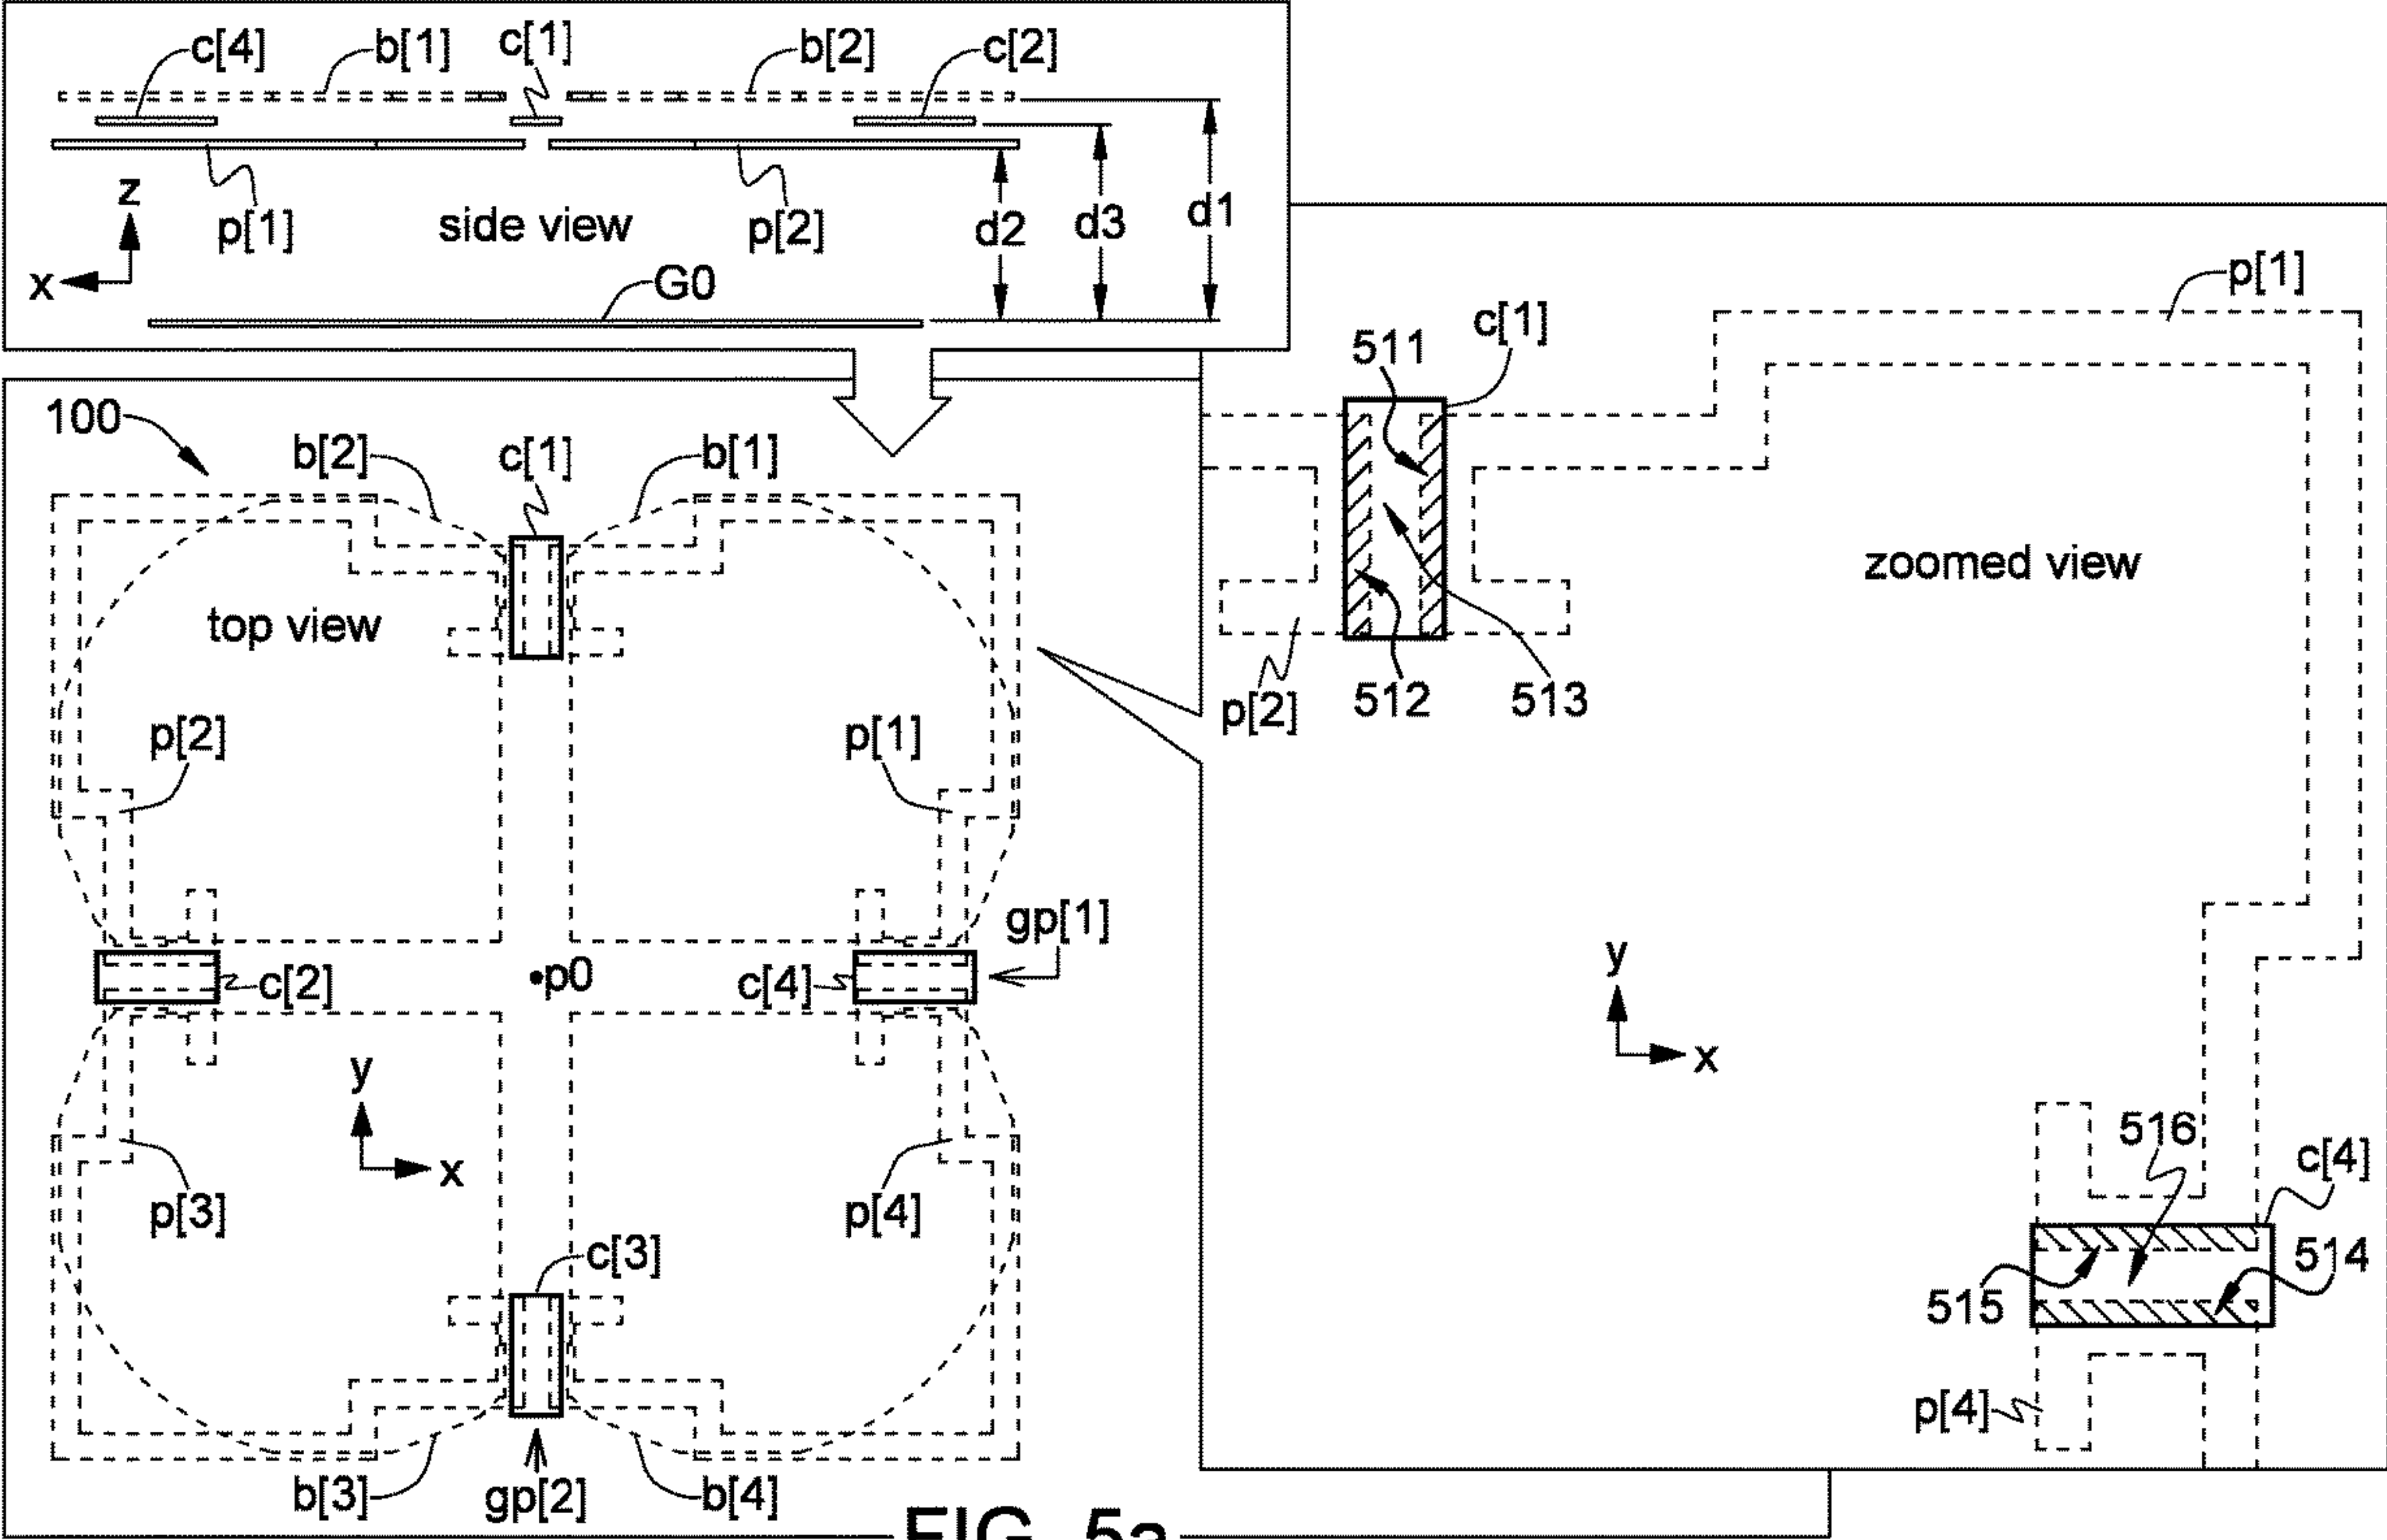 c[4]
b[1]
c[1]
b[2]
c[2]
z
x
p[1]
side view
p[2]
d2
d3
d1
G0
100
b[2]
c[1]
b[1]
top view
p[2]
p[1]
gp[1]
c[2]
p0
c[4]
y
x
p[3]
p[4]
c[3]
b[3]
gp[2]
b[4]
p[1]
c[1]
511
zoomed view
p[2]
512
513
y
x
516
c[4]
514
515
p[4]
FIG. 5a